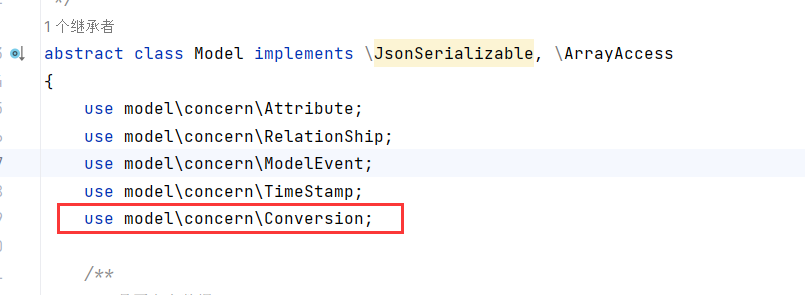 */
1 个继承者
abstract class Model implements \JsonSerializable, \ArrayAccess
{
use model\concern\Attribute;
use model\concern\RelationShip;
use model\concern\ModelEvent;
use model\concern\TimeStamp;
use model\concern\Conversion;
/**